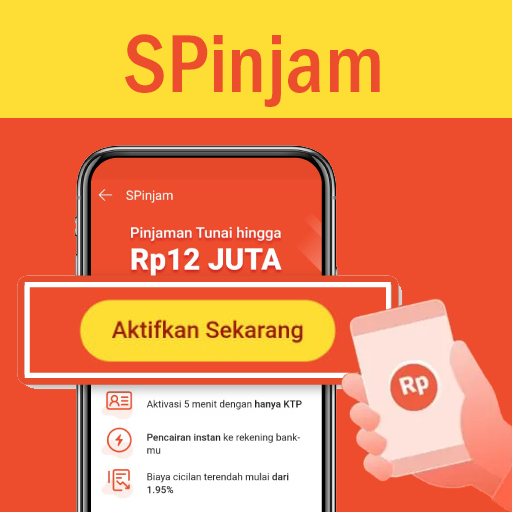 SPinjam
SPinjam
Pinjaman Tunai hingga
Rp12 JUTA
Aktifkan Sekarang
Rp
Aktivasi 5 menit dengan hanya KTP
Pencairan instan ke rekening bank-
mu
Biaya cicilan terendah mulai dari
1.95%